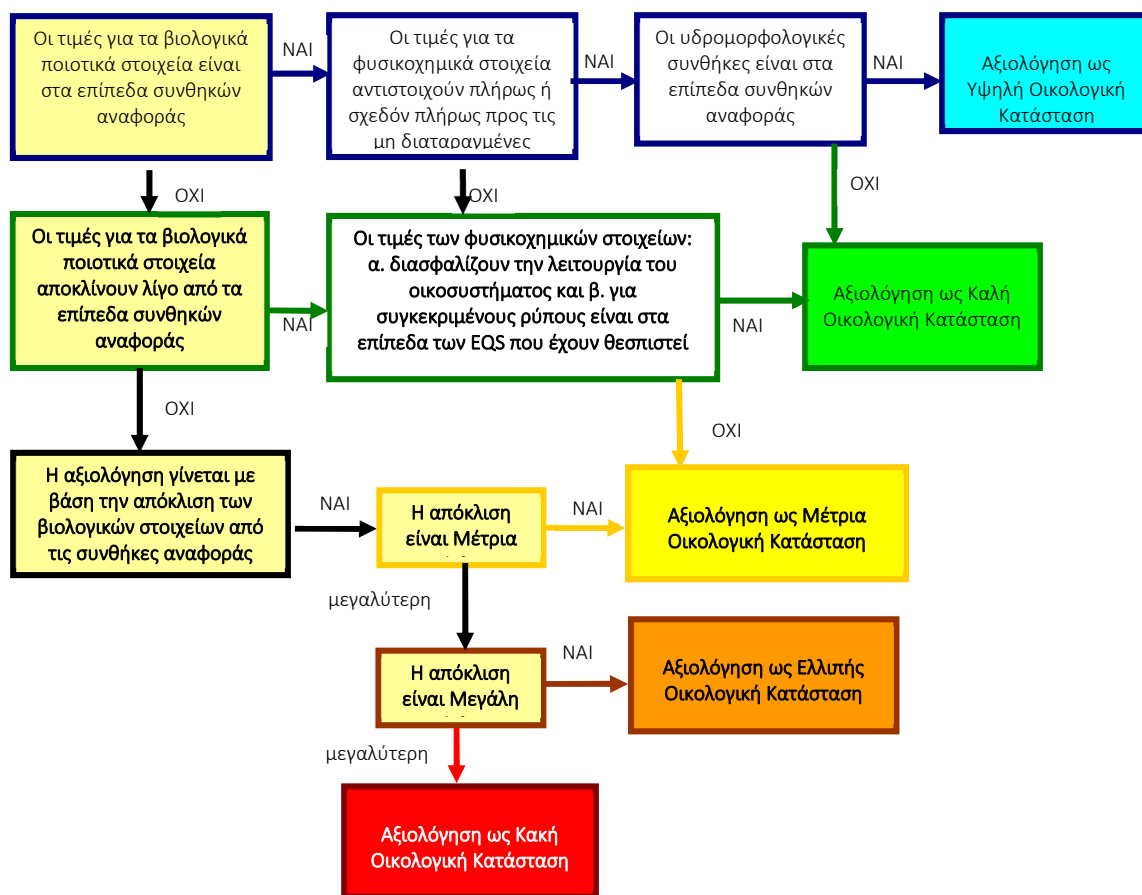 Οι τιμές για τα βιολογικά
ποιοτικά στοιχεία είναι
στα επίπεδα συνθηκών
αναφοράς
ΝΑΙ
Οι τιμές για τα
φυσικοχημικά στοιχεία
αντιστοιχούν πλήρως ή
σχεδόν πλήρως προς τις
μη διαταραγμένες
ΝΑΙ
Οι υδρομορφολογικές
συνθήκες είναι στα
επίπεδα συνθηκών
αναφοράς
ΝΑΙ
Αξιολόγηση ως
Υψηλή Οικολογική
Κατάσταση
ΟΧΙ
ΟΧΙ
ΟΧΙ
Οι τιμές για τα βιολογικά
ποιοτικά στοιχεία
αποκλίνουν λίγο από τα
επίπεδα συνθηκών
αναφοράς
ΝΑΙ
Οι τιμές των φυσικοχημικών στοιχείων:
α. διασφαλίζουν την λειτουργία του
οικοσυστήματος και β. για
συγκεκριμένους ρύπους είναι στα
επίπεδα των EQS που έχουν θεσπιστεί
ΝΑΙ
Αξιολόγηση ως Καλή
Οικολογική Κατάσταση
ΟΧΙ
ΟΧΙ
Η αξιολόγηση γίνεται με
βάση την απόκλιση των
βιολογικών στοιχείων από
τις συνθήκες αναφοράς
ΝΑΙ
Η απόκλιση
είναι Μέτρια
ΝΑΙ
Αξιολόγηση ως Μέτρια
Οικολογική Κατάσταση
μεγαλύτερη
Η απόκλιση
είναι Μεγάλη
ΝΑΙ
Αξιολόγηση ως Ελλιπής
Οικολογική Κατάσταση
μεγαλύτερη
Αξιολόγηση ως Κακή
Οικολογική Κατάσταση